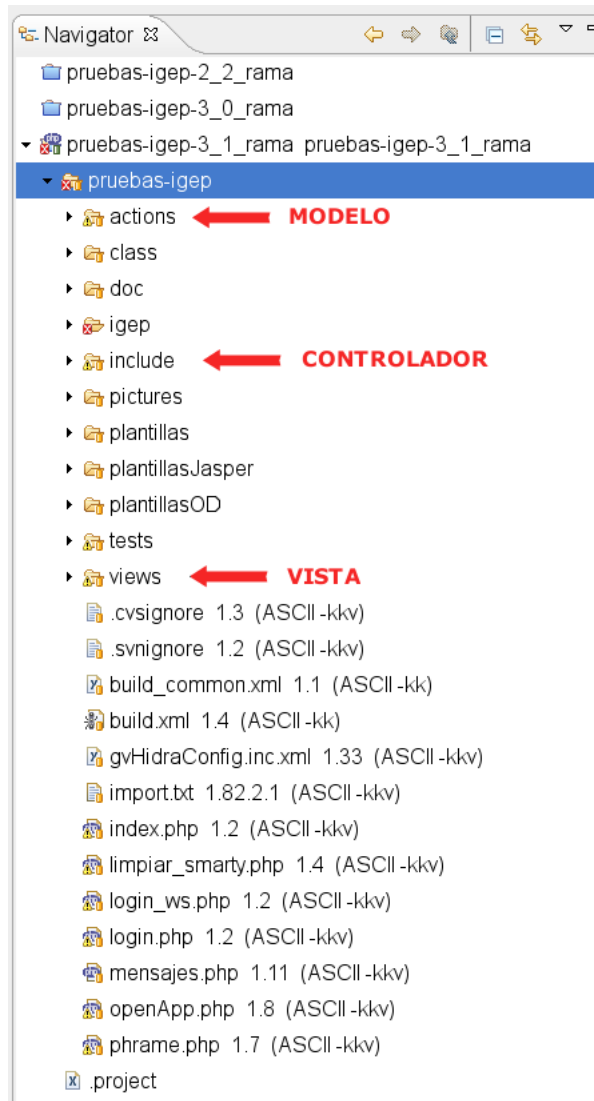 Navigator
pruebas-igep-2_2_rama
pruebas-igep-3_0_rama
pruebas-igep-3_1_rama pruebas-igep-3_1_rama
pruebas-igep
actions MODELO
class
doc
igep
include CONTROLADOR
pictures
plantillas
plantillasJasper
plantillasOD
tests
views VISTA
.cvsignore 1.3 (ASCII -kkv)
.svnignore 1.2 (ASCII -kkv)
build_common.xml 1.1 (ASCII -kk)
build.xml 1.4 (ASCII -kk)
gvHidraConfig.inc.xml 1.33 (ASCII -kkv)
import.txt 1.82.2.1 (ASCII -kkv)
index.php 1.2 (ASCII -kkv)
limpiar_smarty.php 1.4 (ASCII -kkv)
login_ws.php 1.2 (ASCII -kkv)
login.php 1.2 (ASCII -kkv)
mensajes.php 1.11 (ASCII -kkv)
openApp.php 1.8 (ASCII -kkv)
phrame.php 1.7 (ASCII -kkv)
.project